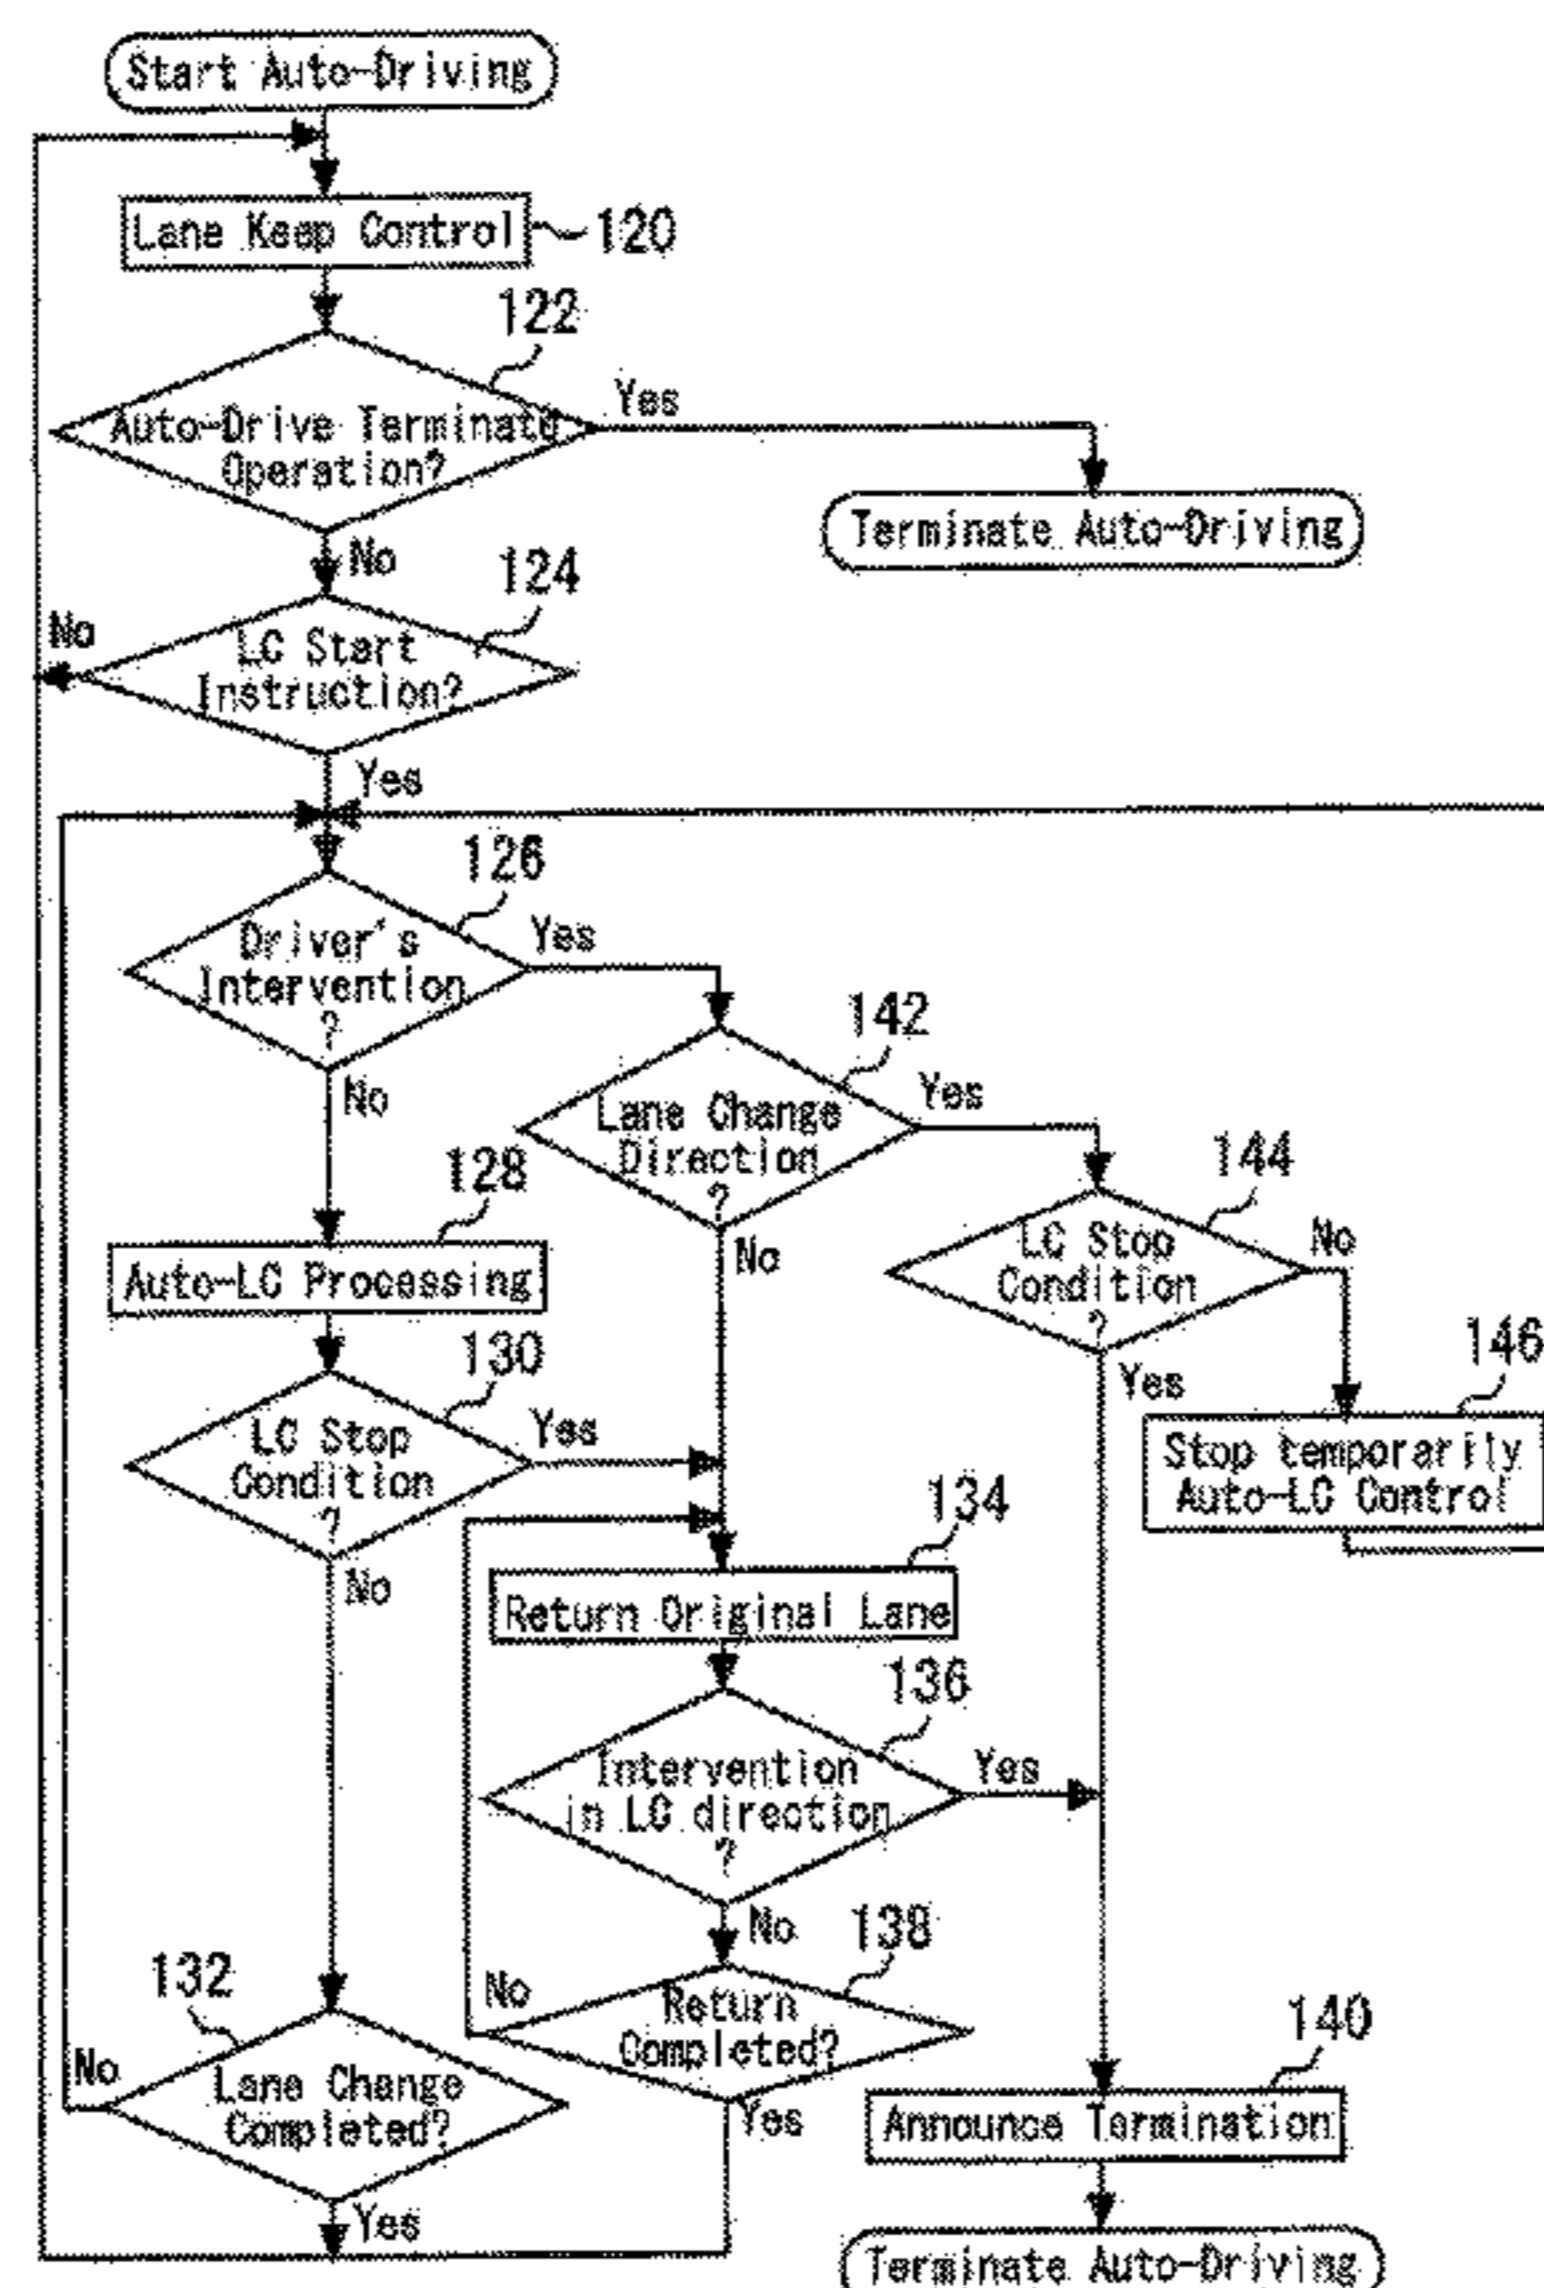 Start Auto-Driving
Lane Keep Control
120
122
Auto-Drive Terminate
Operation?
Yes
Terminate Auto-Driving
No
124
LC Start
Instruction?
No
Yes
126
Driver's
Intervention
?
Yes
No
142
Lane Change
Direction
?
Yes
No
144
LC Stop
Condition
?
No
Yes
146
Stop temporarily
Auto-LC Control
128
Auto-LC Processing
130
LC Stop
Condition
?
Yes
No
134
Return Original Lane
136
Intervention
in LC direction
?
Yes
No
138
Return
Completed?
No
Yes
132
Lane Change
Completed?
No
Yes
140
Announce Termination
Terminate Auto-Driving